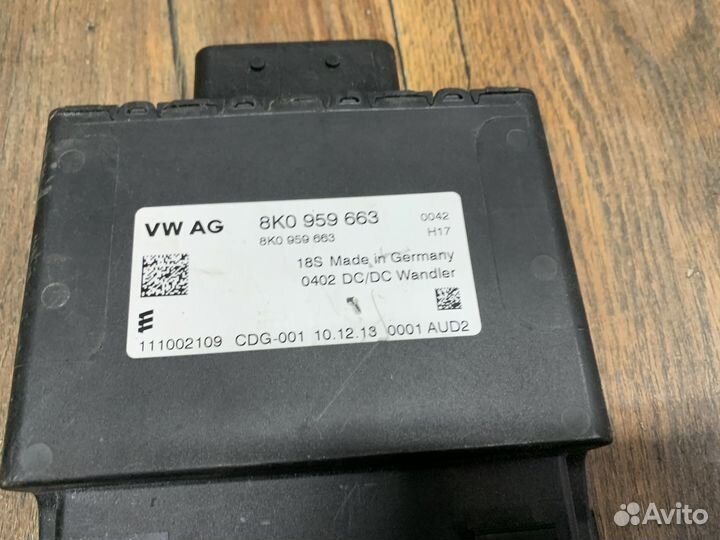 VW AG
8K0 959 663
0042
8K0 959 663
H17
18S Made in Germany
0402 DC/DC Wandler
111002109 CDG-001 10.12.13 0001 AUD2
Avito